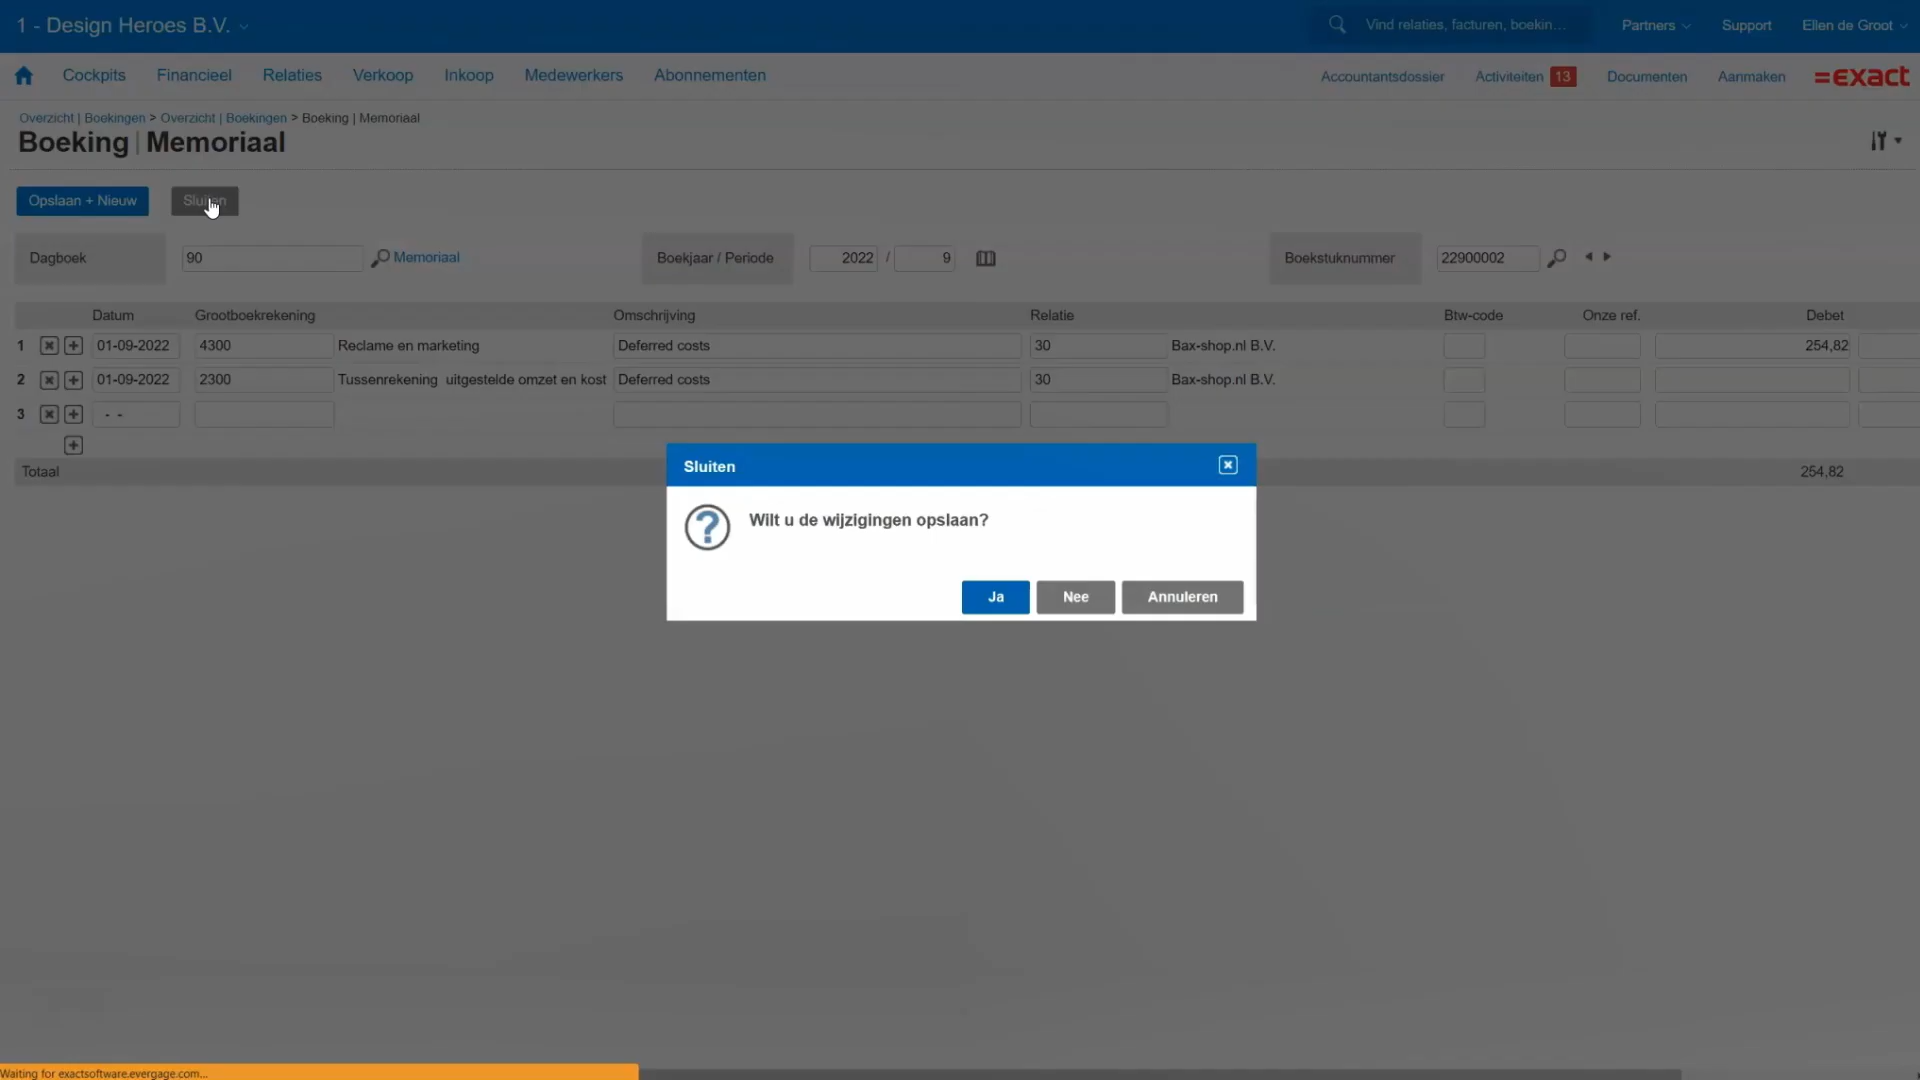 1 - Design Heroes B.V.
Vind relaties, facturen, boekin...
Partners
Support
Ellen de Groot
Cockpits
Financieel
Relaties
Verkoop
Inkoop
Medewerkers
Abonnementen
Accountantsdossier
Activiteiten 13
Documenten
Aanmaken
=exact
Overzicht | Boekingen > Overzicht | Boekingen > Boeking | Memoriaal
Boeking | Memoriaal
Opslaan + Nieuw
Sluiten
Dagboek
90
Memoriaal
Boekjaar / Periode
2022 / 9
Boekstuknummer
22900002
Datum Grootboekrekening Omschrijving Relatie Btw-code Onze ref. Debet
1 01-09-2022 4300 Reclame en marketing Deferred costs 30 Bax-shop.nl B.V. 254,82
2 01-09-2022 2300 Tussenrekening uitgestelde omzet en kost Deferred costs 30 Bax-shop.nl B.V.
3 - -
Totaal 254,82
Sluiten
Wilt u de wijzigingen opslaan?
Ja
Nee
Annuleren
Waiting for exactsoftware.evergage.com...